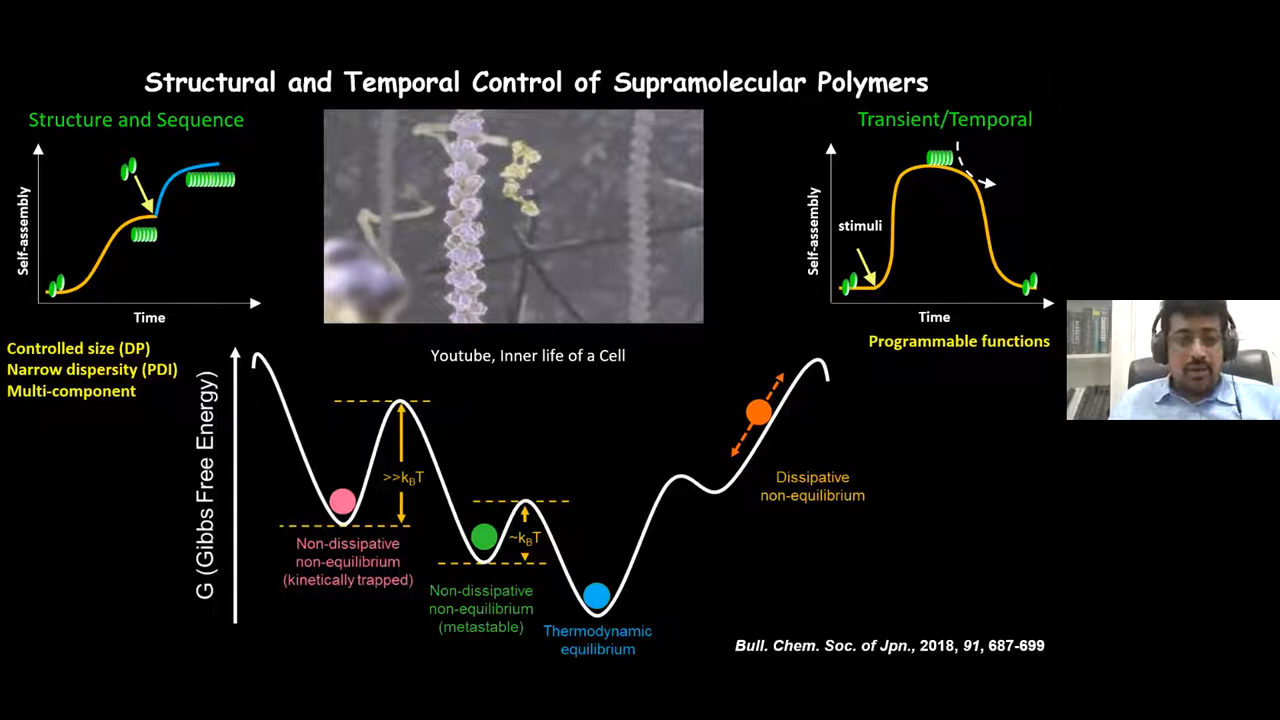 Structural and Temporal Control of Supramolecular Polymers
Structure and Sequence
Self-assembly
Time
Controlled size (DP)
Narrow dispersity (PDI)
Multi-component
Youtube, Inner life of a Cell
Transient/Temporal
Self-assembly
stimuli
Time
Programmable functions
G (Gibbs Free Energy)
>>kBT
Non-dissipative
non-equilibrium
(kinetically trapped)
~kBT
Non-dissipative
non-equilibrium
(metastable)
Thermodynamic
equilibrium
Dissipative
non-equilibrium
Bull. Chem. Soc. of Jpn., 2018, 91, 687-699